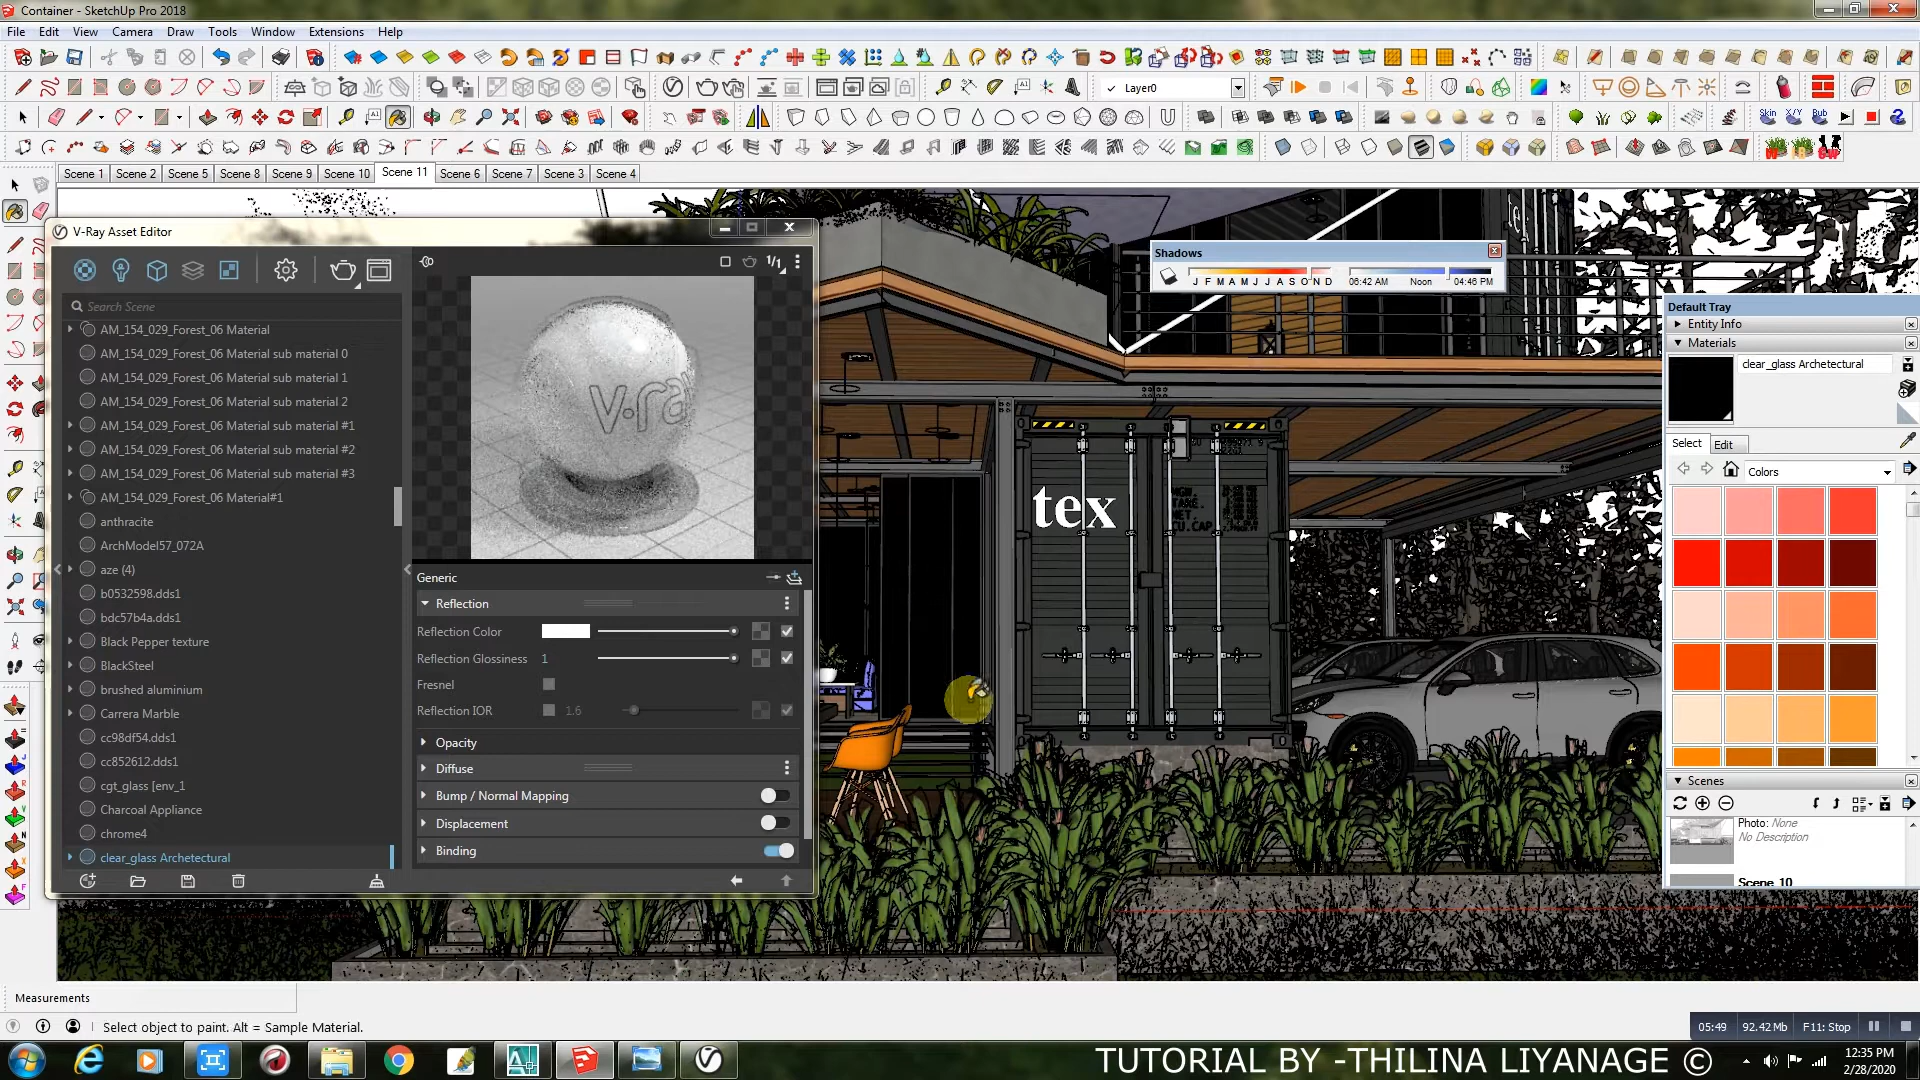 Container - SketchUp Pro 2018
File Edit View Camera Draw Tools Window Extensions Help
Layer0
Skin X/Y Bub
Scene 1 Scene 2 Scene 5 Scene 8 Scene 9 Scene 10 Scene 11 Scene 6 Scene 7 Scene 3 Scene 4
V-Ray Asset Editor
1/1
Search Scene
AM_154_029_Forest_06 Material
AM_154_029_Forest_06 Material sub material 0
AM_154_029_Forest_06 Material sub material 1
AM_154_029_Forest_06 Material sub material 2
AM_154_029_Forest_06 Material sub material #1
AM_154_029_Forest_06 Material sub material #2
AM_154_029_Forest_06 Material sub material #3
AM_154_029_Forest_06 Material#1
anthracite
ArchModel57_072A
aze (4)
b0532598.dds1
bdc57b4a.dds1
Black Pepper texture
BlackSteel
brushed aluminium
Carrera Marble
cc98df54.dds1
cc852612.dds1
cgt_glass [env_1
Charcoal Appliance
chrome4
clear_glass Archetectural
v-ra
Generic
Reflection
Reflection Color
Reflection Glossiness 1
Fresnel
Reflection IOR 1.6
Opacity
Diffuse
Bump / Normal Mapping
Displacement
Binding
Shadows
J F M A M J J A S O N D 06:42 AM Noon 04:46 PM
tex
Default Tray
Entity Info
Materials
clear_glass Archetectural
Select Edit
Colors
Scenes
Photo: None
No Description
Scene 10
Measurements
Select object to paint. Alt = Sample Material.
05:49 92.42 Mb F11: Stop
TUTORIAL BY -THILINA LIYANAGE ©
12:35 PM
2/28/2020